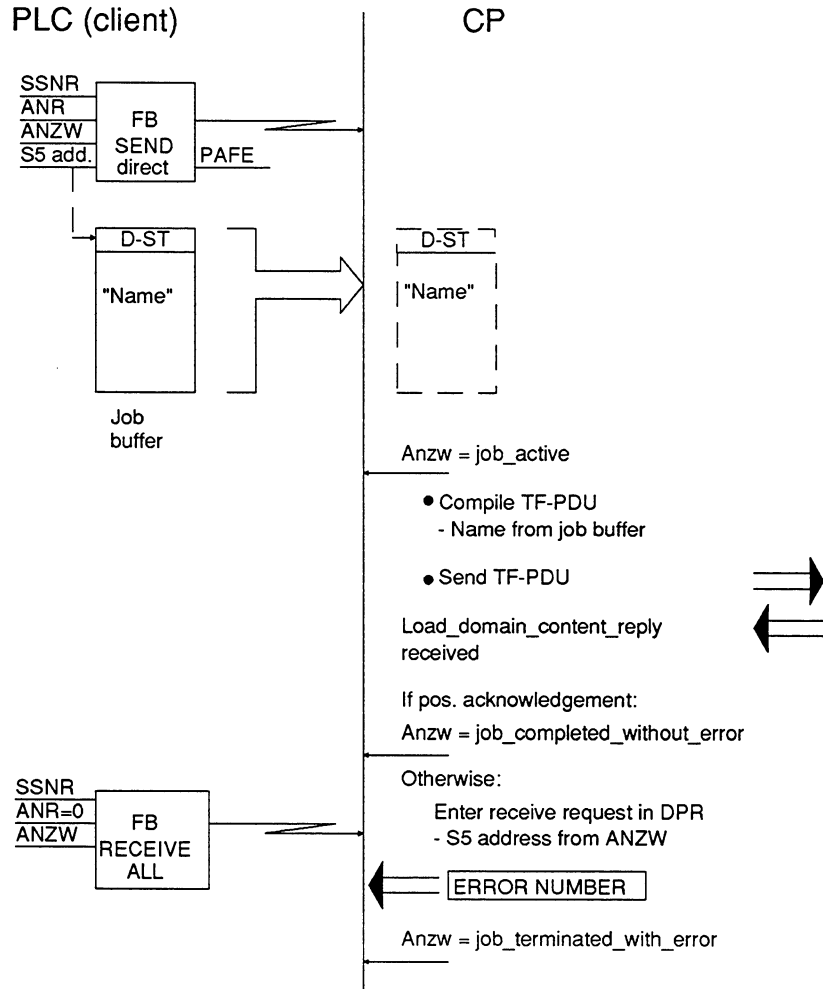 PLC (client)
CP
SSNR
ANR
ANZW
S5 add.
FB
SEND
direct
PAFE
D-ST
"Name"
Job
buffer
D-ST
"Name"
Anzw = job_active
• Compile TF-PDU
- Name from job buffer
• Send TF-PDU
Load_domain_content_reply
received
If pos. acknowledgement:
Anzw = job_completed_without_error
SSNR
ANR=0
ANZW
FB
RECEIVE
ALL
Otherwise:
Enter receive request in DPR
- S5 address from ANZW
ERROR NUMBER
Anzw = job_terminated_with_error